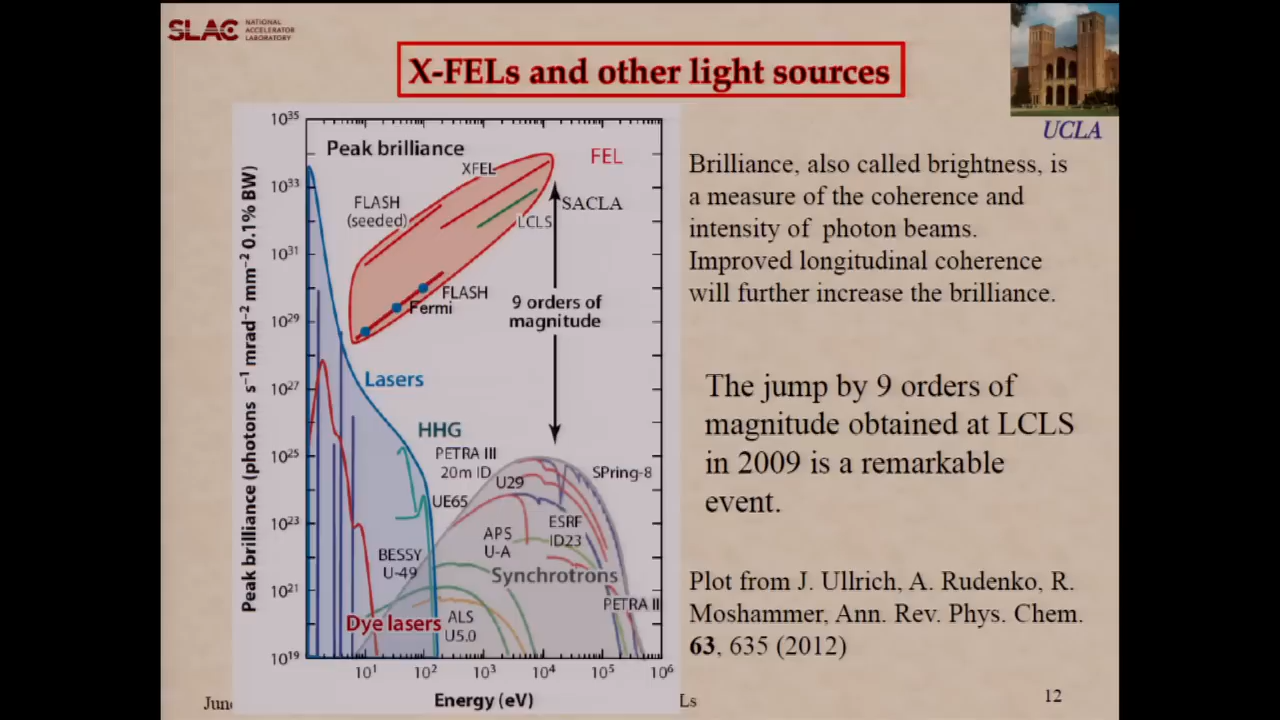 SLAC NATIONAL
ACCELERATOR
LABORATORY
X-FELs and other light sources
UCLA
10³⁵
10³³
10³¹
10²⁹
10²⁷
10²⁵
10²³
10²¹
10¹⁹
Peak brilliance (photons s⁻¹ mrad⁻² mm⁻² 0.1% BW)
Peak brilliance
FEL
XFEL
FLASH
(seeded)
SACLA
LCLS
FLASH
Fermi
9 orders of
magnitude
Lasers
HHG
PETRA III
20m ID
U29
SPring-8
UE65
ESRF
ID23
APS
U-A
BESSY
U-49
Synchrotrons
PETRA II
Dye lasers
ALS
U5.0
10¹ 10² 10³ 10⁴ 10⁵ 10⁶
Energy (eV)
Brilliance, also called brightness, is
a measure of the coherence and
intensity of photon beams.
Improved longitudinal coherence
will further increase the brilliance.
The jump by 9 orders of
magnitude obtained at LCLS
in 2009 is a remarkable
event.
Plot from J. Ullrich, A. Rudenko, R.
Moshammer, Ann. Rev. Phys. Chem.
63, 635 (2012)
Ls
12